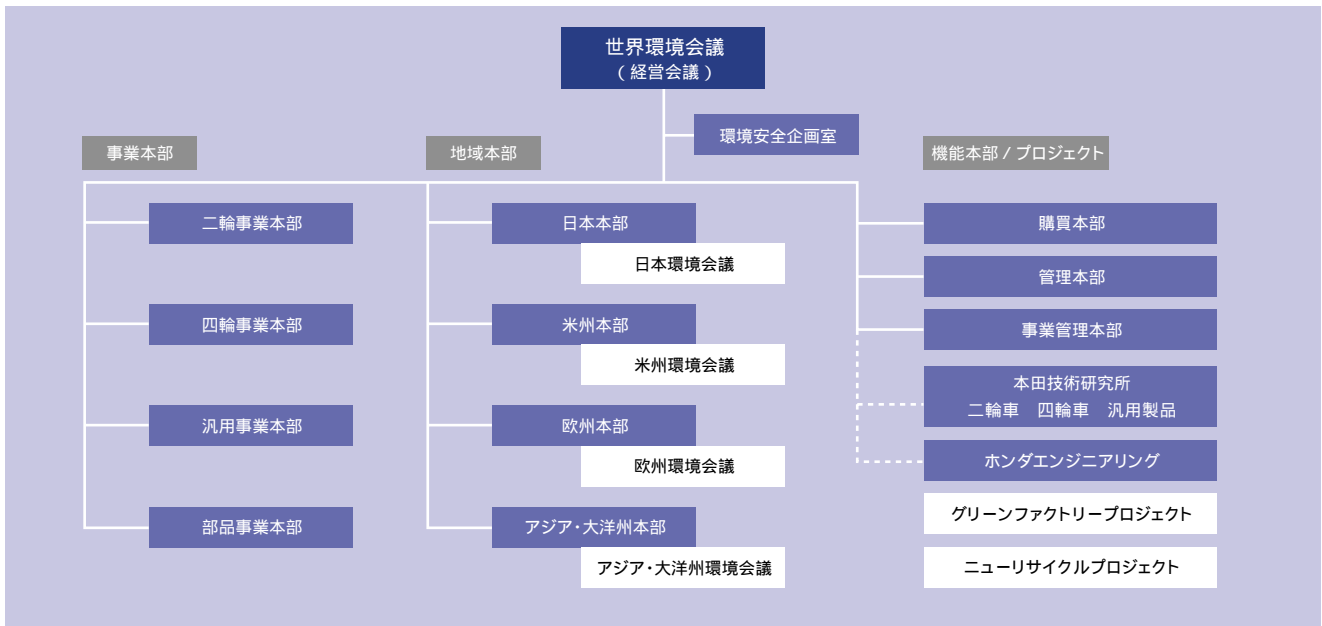 世界環境会議
(経営会議)
環境安全企画室
事業本部
二輪事業本部
四輪事業本部
汎用事業本部
部品事業本部
地域本部
日本本部
日本環境会議
米州本部
米州環境会議
欧州本部
欧州環境会議
アジア・大洋州本部
アジア・大洋州環境会議
機能本部 / プロジェクト
購買本部
管理本部
事業管理本部
本田技術研究所
二輪車　四輪車　汎用製品
ホンダエンジニアリング
グリーンファクトリープロジェクト
ニューリサイクルプロジェクト